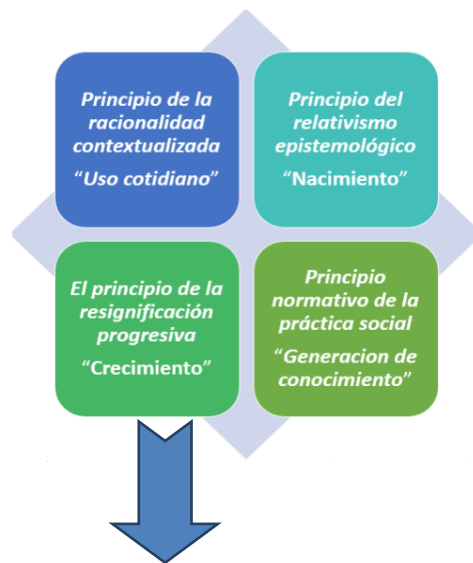 Principio de la
racionalidad
contextualizada
“Uso cotidiano”
Principio del
relativismo
epistemológico
“Nacimiento”
El principio de la
resignificación
progresiva
“Crecimiento”
Principio
normativo de la
práctica social
“Generacion de
conocimiento”